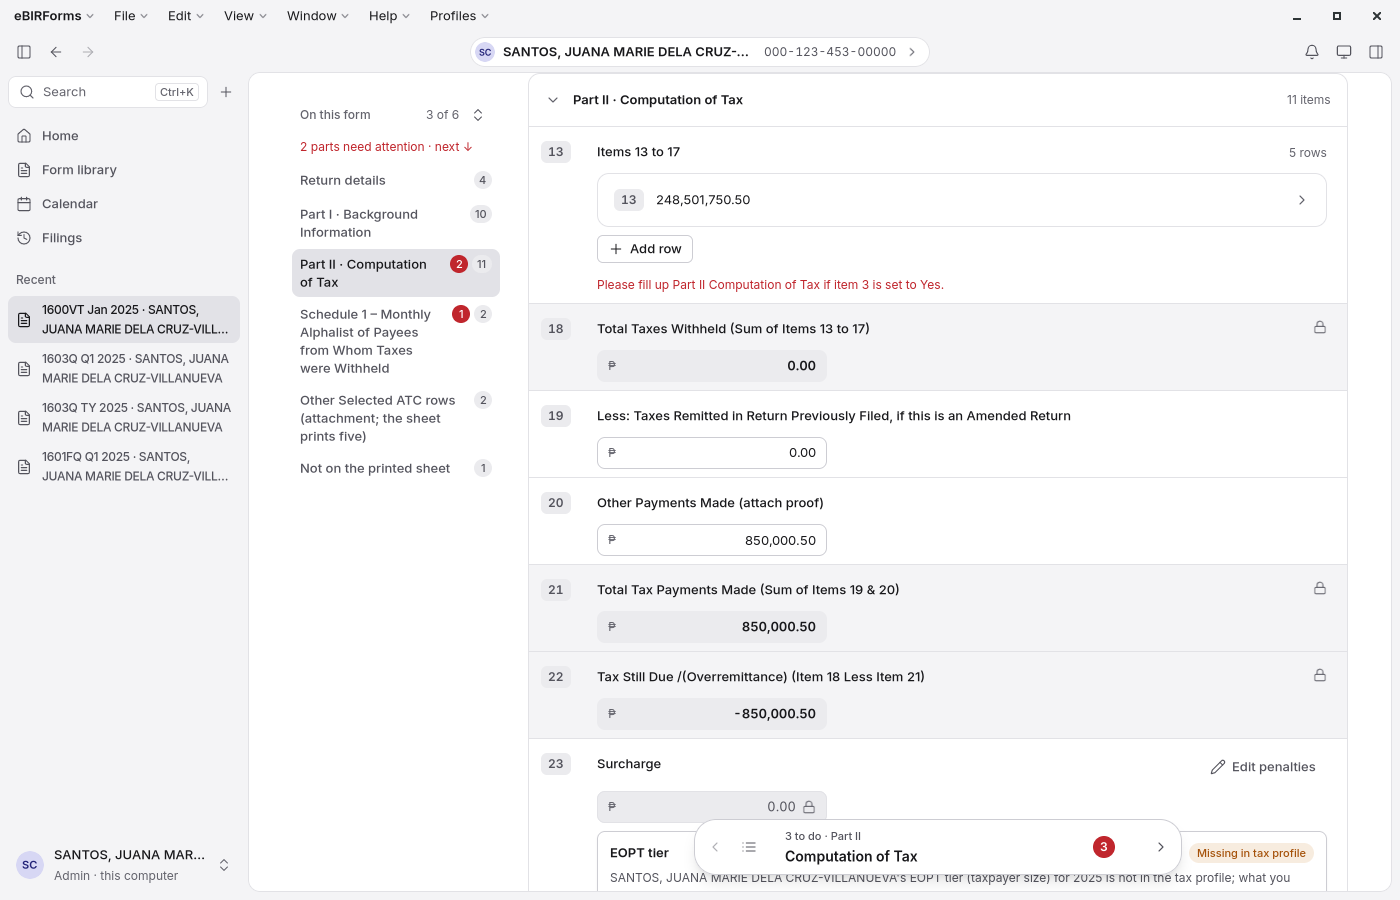 eBIRForms File Edit View Window Help Profiles
SC SANTOS, JUANA MARIE DELA CRUZ-... 000-123-453-00000
Search Ctrl+K
Home
Form library
Calendar
Filings
Recent
1600VT Jan 2025 · SANTOS,
JUANA MARIE DELA CRUZ-VILL...
1603Q Q1 2025 · SANTOS, JUANA
MARIE DELA CRUZ-VILLANUEVA
1603Q TY 2025 · SANTOS, JUANA
MARIE DELA CRUZ-VILLANUEVA
1601FQ Q1 2025 · SANTOS,
JUANA MARIE DELA CRUZ-VILL...
SC SANTOS, JUANA MAR...
Admin · this computer
On this form 3 of 6
2 parts need attention · next ↓
Return details 4
Part I · Background 10
Information
Part II · Computation 2 11
of Tax
Schedule 1 – Monthly 1 2
Alphalist of Payees
from Whom Taxes
were Withheld
Other Selected ATC rows 2
(attachment; the sheet
prints five)
Not on the printed sheet 1
Part II · Computation of Tax 11 items
13 Items 13 to 17 5 rows
13 248,501,750.50
Add row
Please fill up Part II Computation of Tax if item 3 is set to Yes.
18 Total Taxes Withheld (Sum of Items 13 to 17)
₱ 0.00
19 Less: Taxes Remitted in Return Previously Filed, if this is an Amended Return
₱ 0.00
20 Other Payments Made (attach proof)
₱ 850,000.50
21 Total Tax Payments Made (Sum of Items 19 & 20)
₱ 850,000.50
22 Tax Still Due /(Overremittance) (Item 18 Less Item 21)
₱ -850,000.50
23 Surcharge Edit penalties
₱ 0.00
EOPT tier Missing in tax profile
SANTOS, JUANA MARIE DELA CRUZ-VILLANUEVA's EOPT tier (taxpayer size) for 2025 is not in the tax profile; what you
3 to do · Part II
Computation of Tax 3